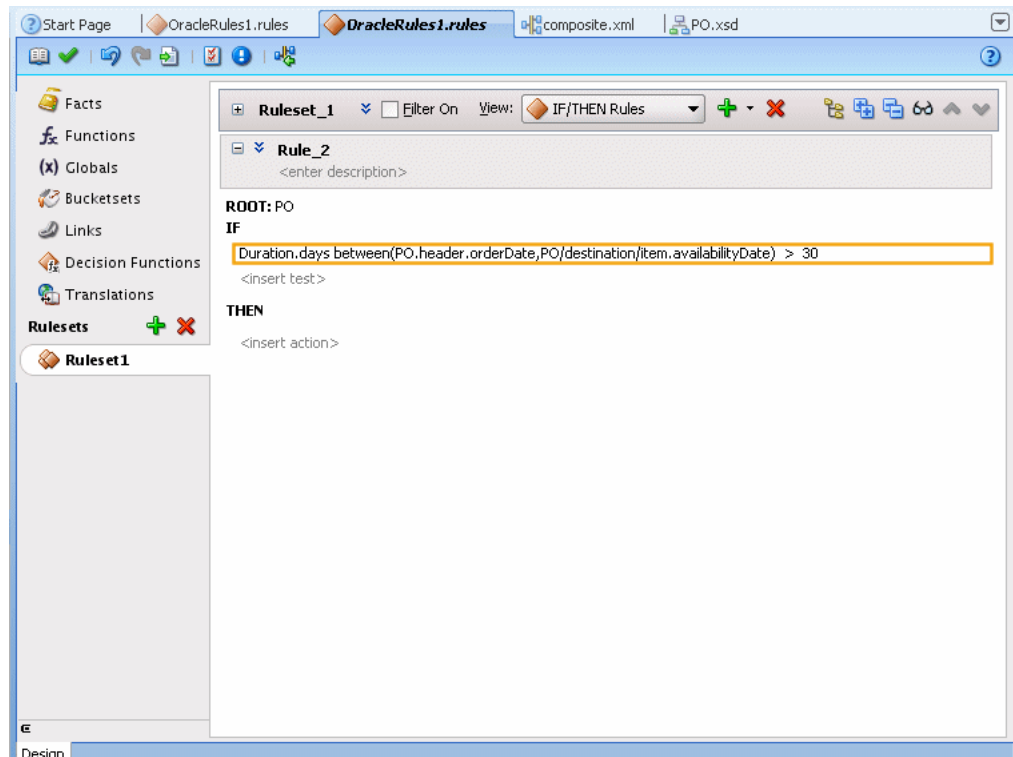 Start Page OracleRules1.rules OracleRules1.rules composite.xml PO.xsd
Facts
Functions
Globals
Bucketsets
Links
Decision Functions
Translations
Rulesets
Ruleset1
Ruleset_1 Filter On View: IF/THEN Rules
Rule_2
<enter description>
ROOT: PO
IF
Duration.days between(PO.header.orderDate,PO/destination/item.availabilityDate) > 30
<insert test>
THEN
<insert action>
Design